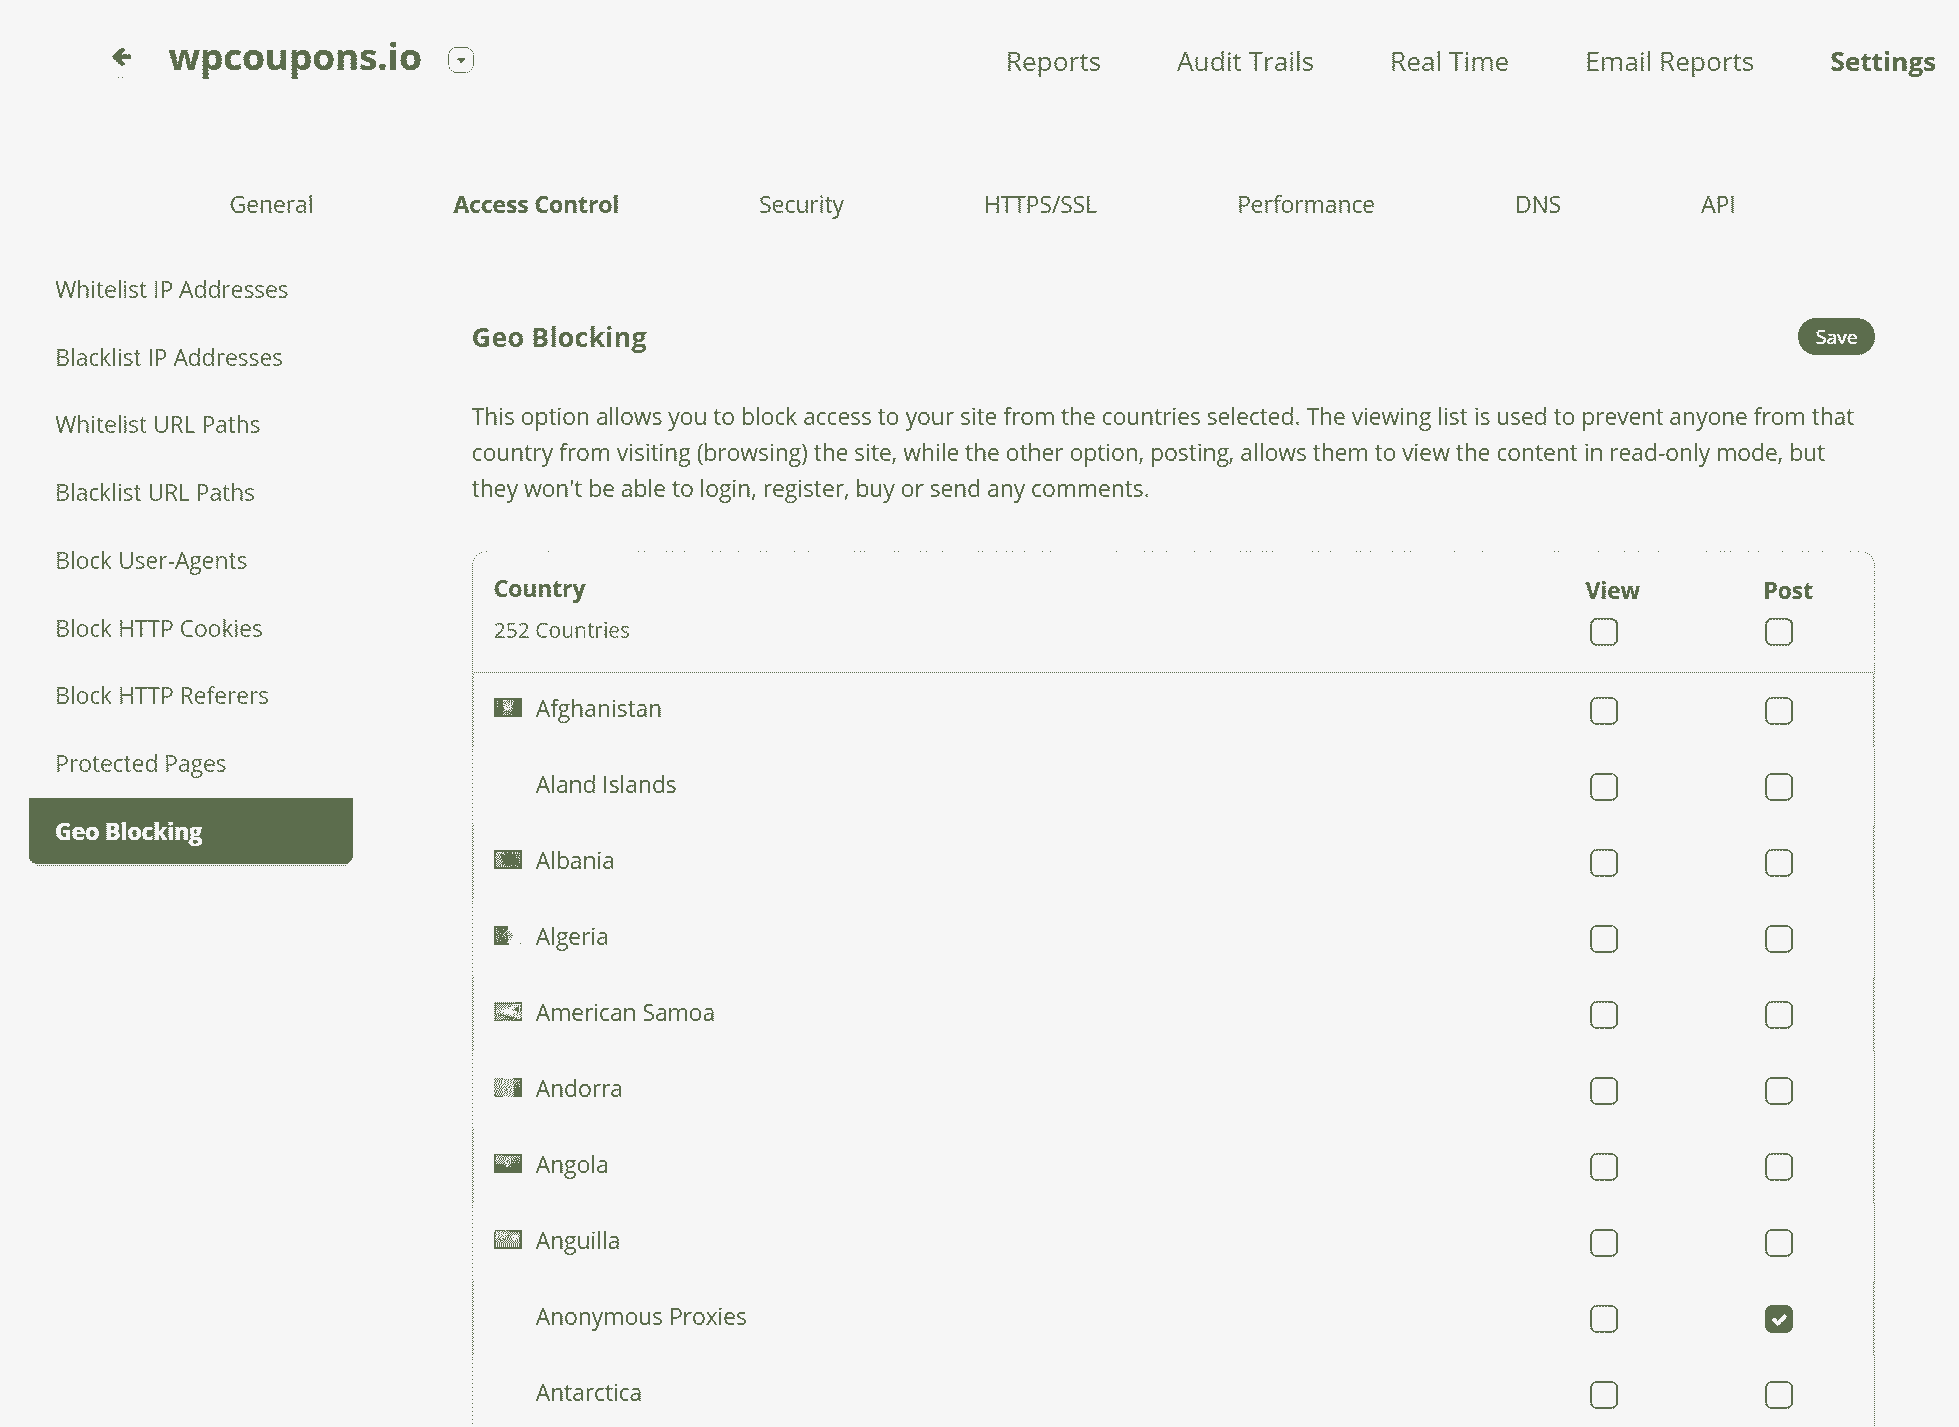 wpcoupons.io
Reports Audit Trails Real Time Email Reports Settings
General Access Control Security HTTPS/SSL Performance DNS API
Whitelist IP Addresses
Blacklist IP Addresses
Whitelist URL Paths
Blacklist URL Paths
Block User-Agents
Block HTTP Cookies
Block HTTP Referers
Protected Pages
Geo Blocking
Geo Blocking
Save
This option allows you to block access to your site from the countries selected. The viewing list is used to prevent anyone from that
country from visiting (browsing) the site, while the other option, posting, allows them to view the content in read-only mode, but
they won't be able to login, register, buy or send any comments.
Country View Post
252 Countries
Afghanistan
Aland Islands
Albania
Algeria
American Samoa
Andorra
Angola
Anguilla
Anonymous Proxies
Antarctica